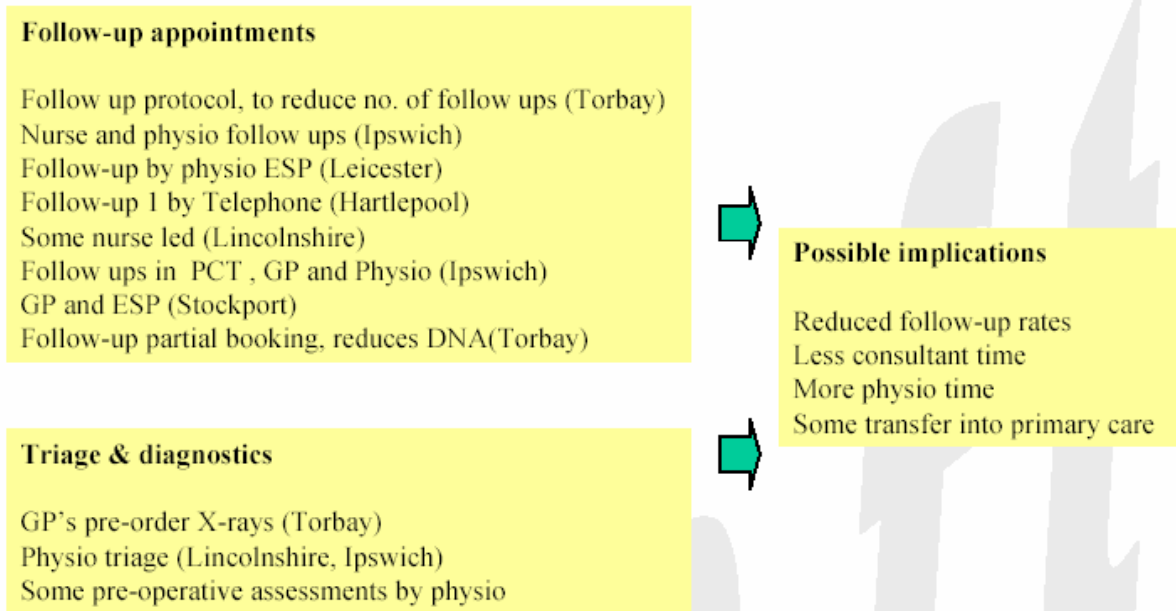 Follow-up appointments
Follow up protocol, to reduce no. of follow ups (Torbay)
Nurse and physio follow ups (Ipswich)
Follow-up by physio ESP (Leicester)
Follow-up 1 by Telephone (Hartlepool)
Some nurse led (Lincolnshire)
Follow ups in  PCT , GP and Physio (Ipswich)
GP and ESP (Stockport)
Follow-up partial booking, reduces DNA(Torbay)
Triage & diagnostics
GP's pre-order X-rays (Torbay)
Physio triage (Lincolnshire, Ipswich)
Some pre-operative assessments by physio
Possible implications
Reduced follow-up rates
Less consultant time
More physio time
Some transfer into primary care